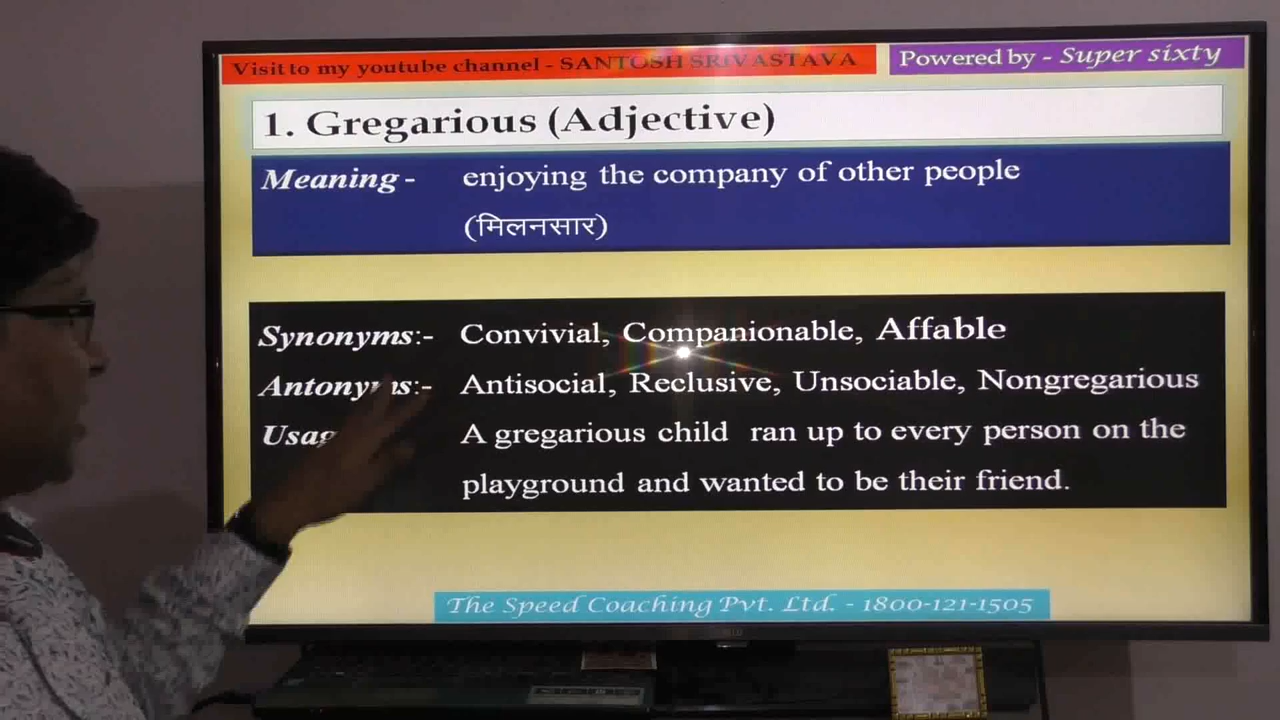 Visit to my youtube channel - SANTOSH SRIVASTAVA
Powered by - Super sixty
1. Gregarious (Adjective)
Meaning - enjoying the company of other people
(मिलनसार)
Synonyms:- Convivial, Companionable, Affable
Antonyms:- Antisocial, Reclusive, Unsociable, Nongregarious
Usag A gregarious child ran up to every person on the
playground and wanted to be their friend.
The Speed Coaching Pvt. Ltd. - 1800-121-1505